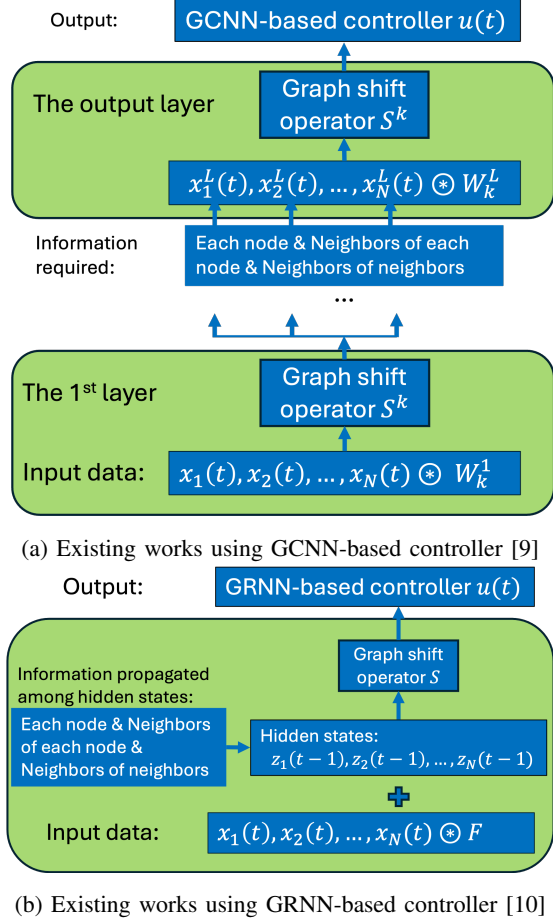 Output:
GCNN-based controller u(t)
The output layer
Graph shift
operator S^k
x_1^L(t), x_2^L(t), ..., x_N^L(t) ⊛ W_k^L
Information
required:
Each node & Neighbors of each
node & Neighbors of neighbors
...
The 1st layer
Graph shift
operator S^k
Input data:
x_1(t), x_2(t), ..., x_N(t) ⊛ W_k^1
(a) Existing works using GCNN-based controller [9]
Output:
GRNN-based controller u(t)
Graph shift
operator S
Information propagated
among hidden states:
Each node & Neighbors
of each node &
Neighbors of neighbors
Hidden states:
z_1(t − 1), z_2(t − 1), ..., z_N(t − 1)
+
Input data:
x_1(t), x_2(t), ..., x_N(t) ⊛ F
(b) Existing works using GRNN-based controller [10]